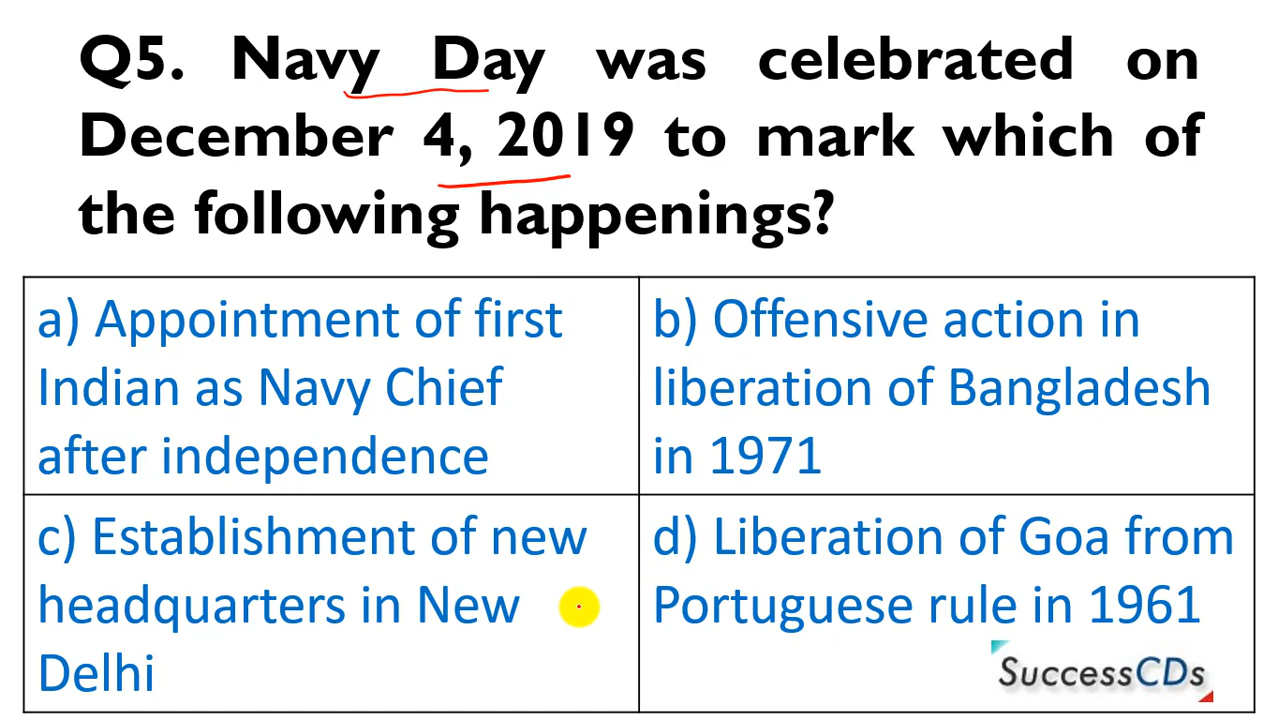 Q5. Navy Day was celebrated on
December 4, 2019 to mark which of
the following happenings?
a) Appointment of first
Indian as Navy Chief
after independence
b) Offensive action in
liberation of Bangladesh
in 1971
c) Establishment of new
headquarters in New
Delhi
d) Liberation of Goa from
Portuguese rule in 1961
SuccessCDs